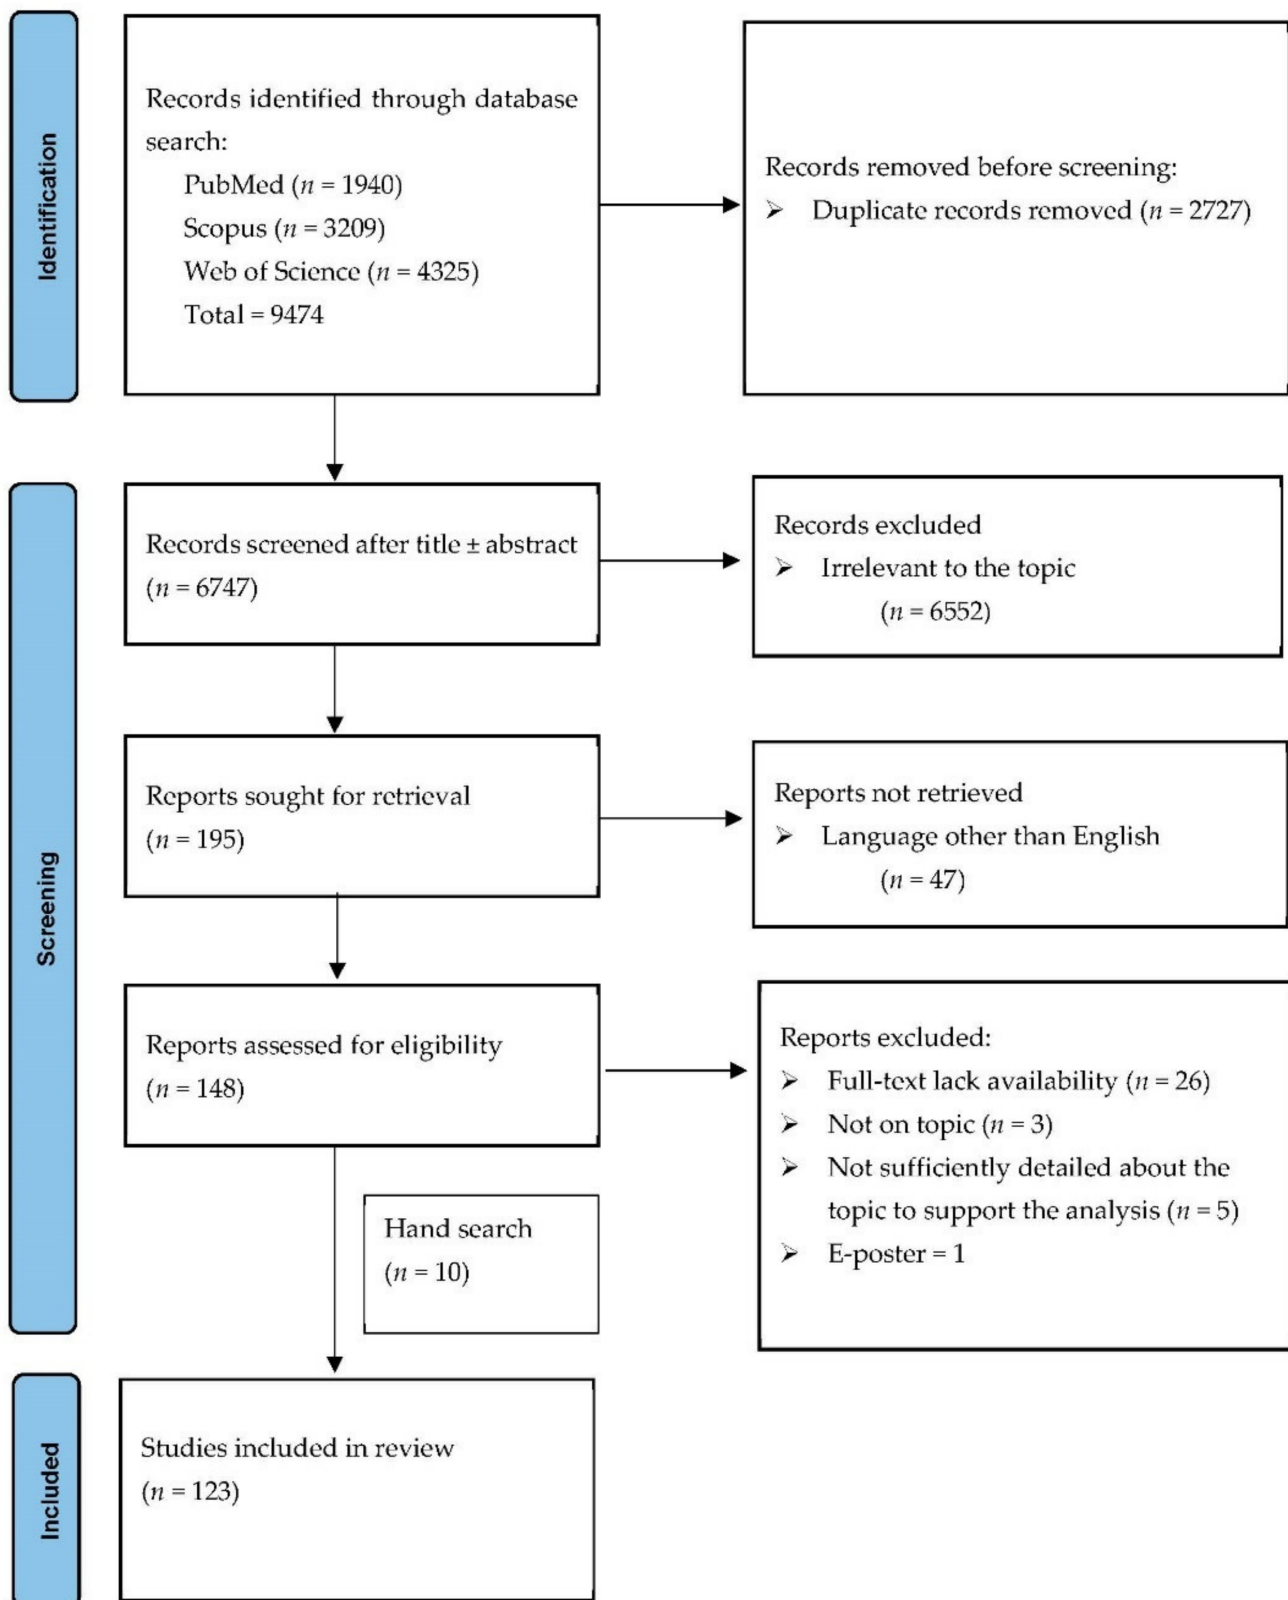 Identification
Records identified through database
search:
PubMed (n = 1940)
Scopus (n = 3209)
Web of Science (n = 4325)
Total = 9474
Records removed before screening:
➢ Duplicate records removed (n = 2727)
Screening
Records screened after title ± abstract
(n = 6747)
Records excluded
➢ Irrelevant to the topic
(n = 6552)
Reports sought for retrieval
(n = 195)
Reports not retrieved
➢ Language other than English
(n = 47)
Reports assessed for eligibility
(n = 148)
Reports excluded:
➢ Full-text lack availability (n = 26)
➢ Not on topic (n = 3)
➢ Not sufficiently detailed about the
topic to support the analysis (n = 5)
➢ E-poster = 1
Hand search
(n = 10)
Included
Studies included in review
(n = 123)